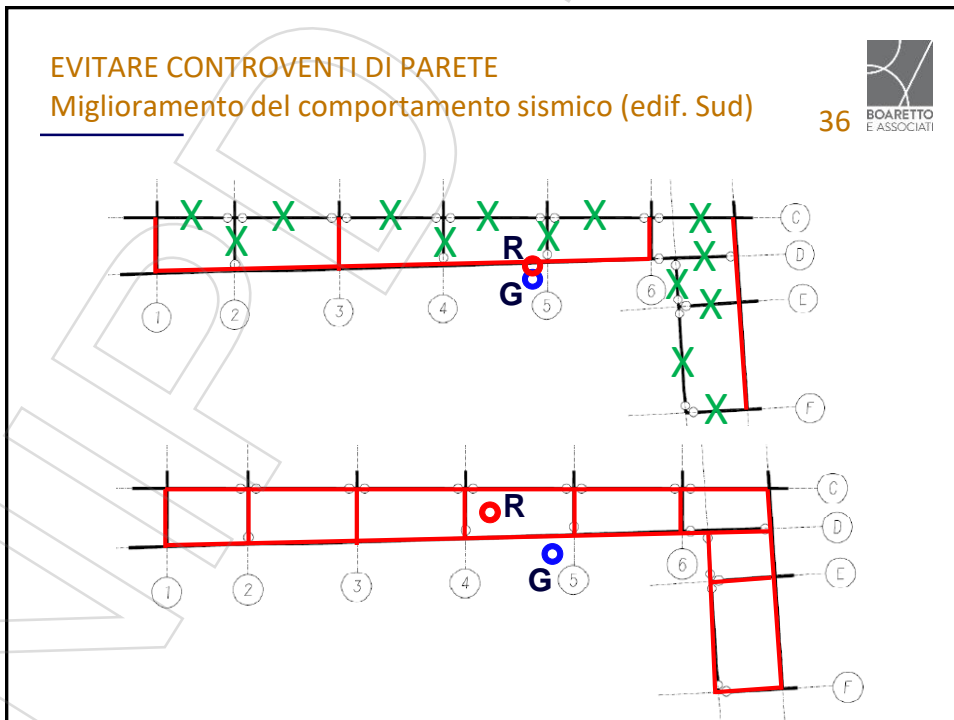 EVITARE CONTROVENTI DI PARETE
Miglioramento del comportamento sismico (edif. Sud)
36
BOARETTO
E ASSOCIATI
X X X X X X
C
X X X
R
X
D
G
X X
E
1 2 3 4 5 6
X
X
F
C
R
D
G
E
1 2 3 4 5 6
F